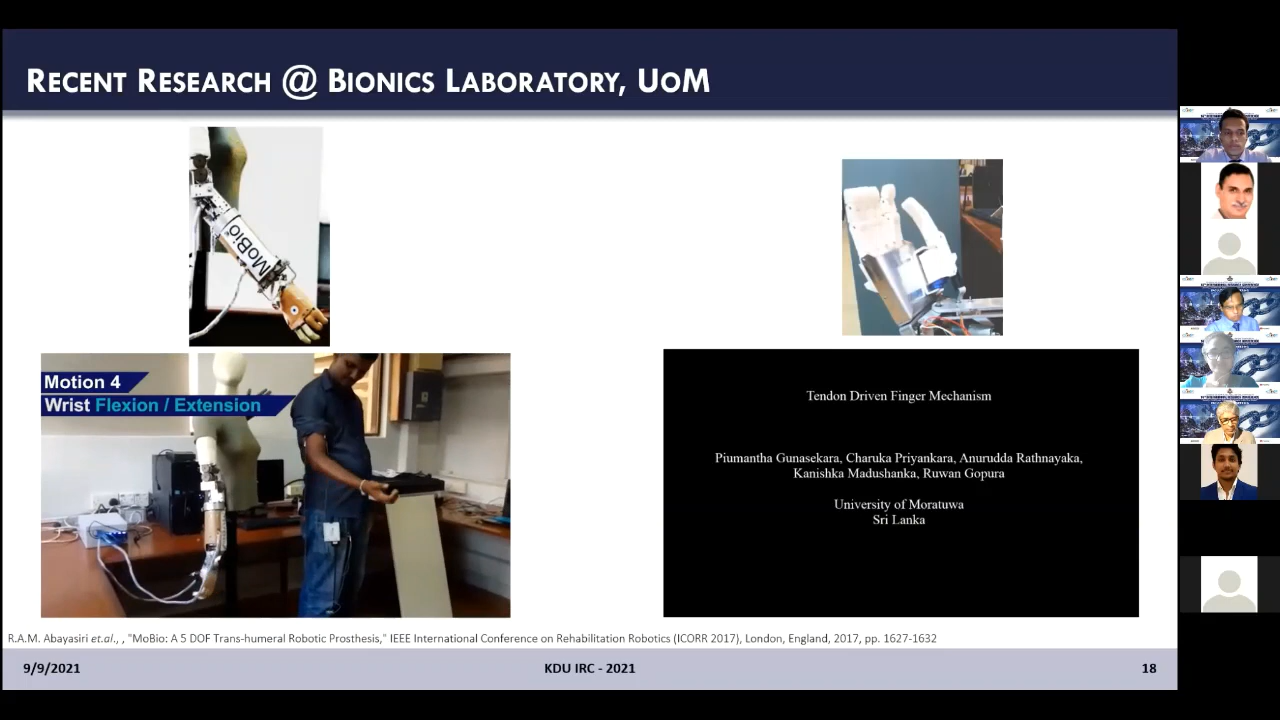 RECENT RESEARCH @ BIONICS LABORATORY, UOM
MoBio
Motion 4
Wrist Flexion / Extension
Tendon Driven Finger Mechanism
Piumantha Gunasekara, Charuka Priyankara, Anurudda Rathnayaka,
Kanishka Madushanka, Ruwan Gopura
University of Moratuwa
Sri Lanka
R.A.M. Abayasiri et.al., , "MoBio: A 5 DOF Trans-humeral Robotic Prosthesis," IEEE International Conference on Rehabilitation Robotics (ICORR 2017), London, England, 2017, pp. 1627-1632
9/9/2021
KDU IRC - 2021
18